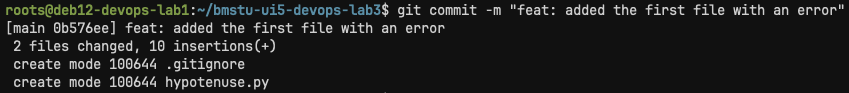 roots@deb12-devops-lab1:~/bmstu-ui5-devops-lab3$ git commit -m "feat: added the first file with an error"
[main 0b576ee] feat: added the first file with an error
 2 files changed, 10 insertions(+)
 create mode 100644 .gitignore
 create mode 100644 hypotenuse.py